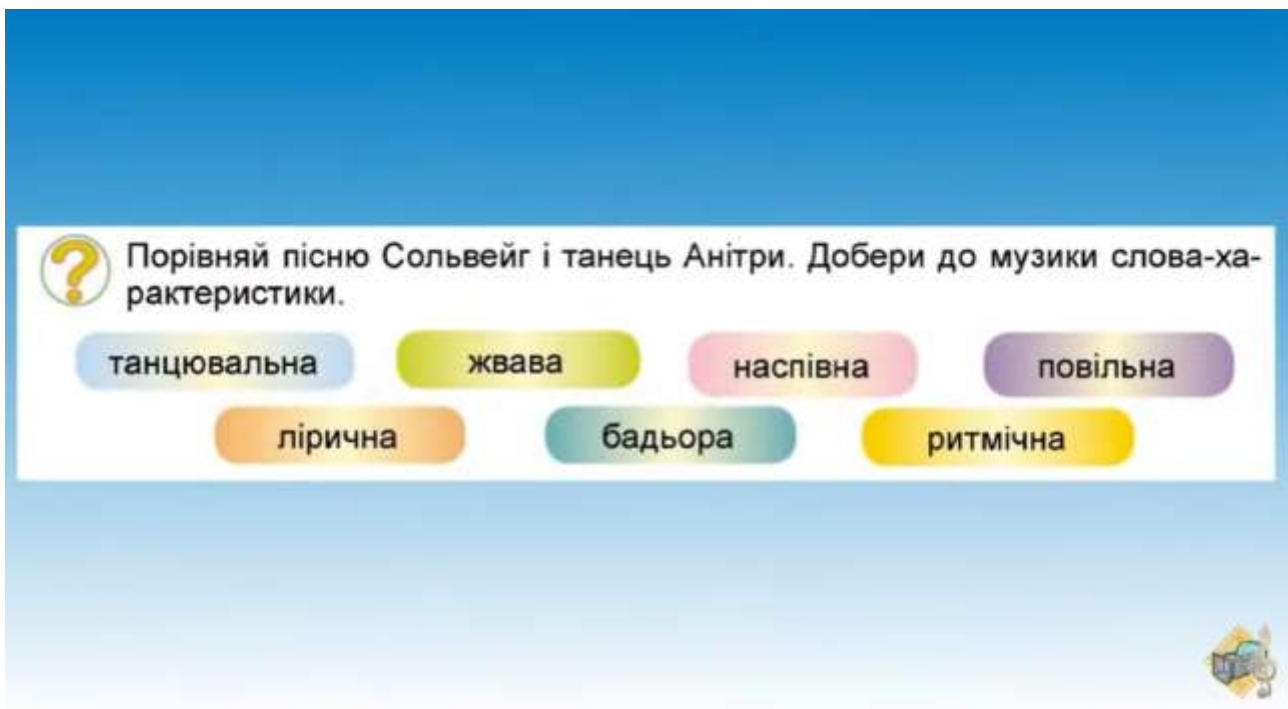 Порівняй пісню Сольвейг і танець Анітри. Добери до музики слова-ха-
рактеристики.
танцювальна жвава наспівна повільна
лірична бадьора ритмічна